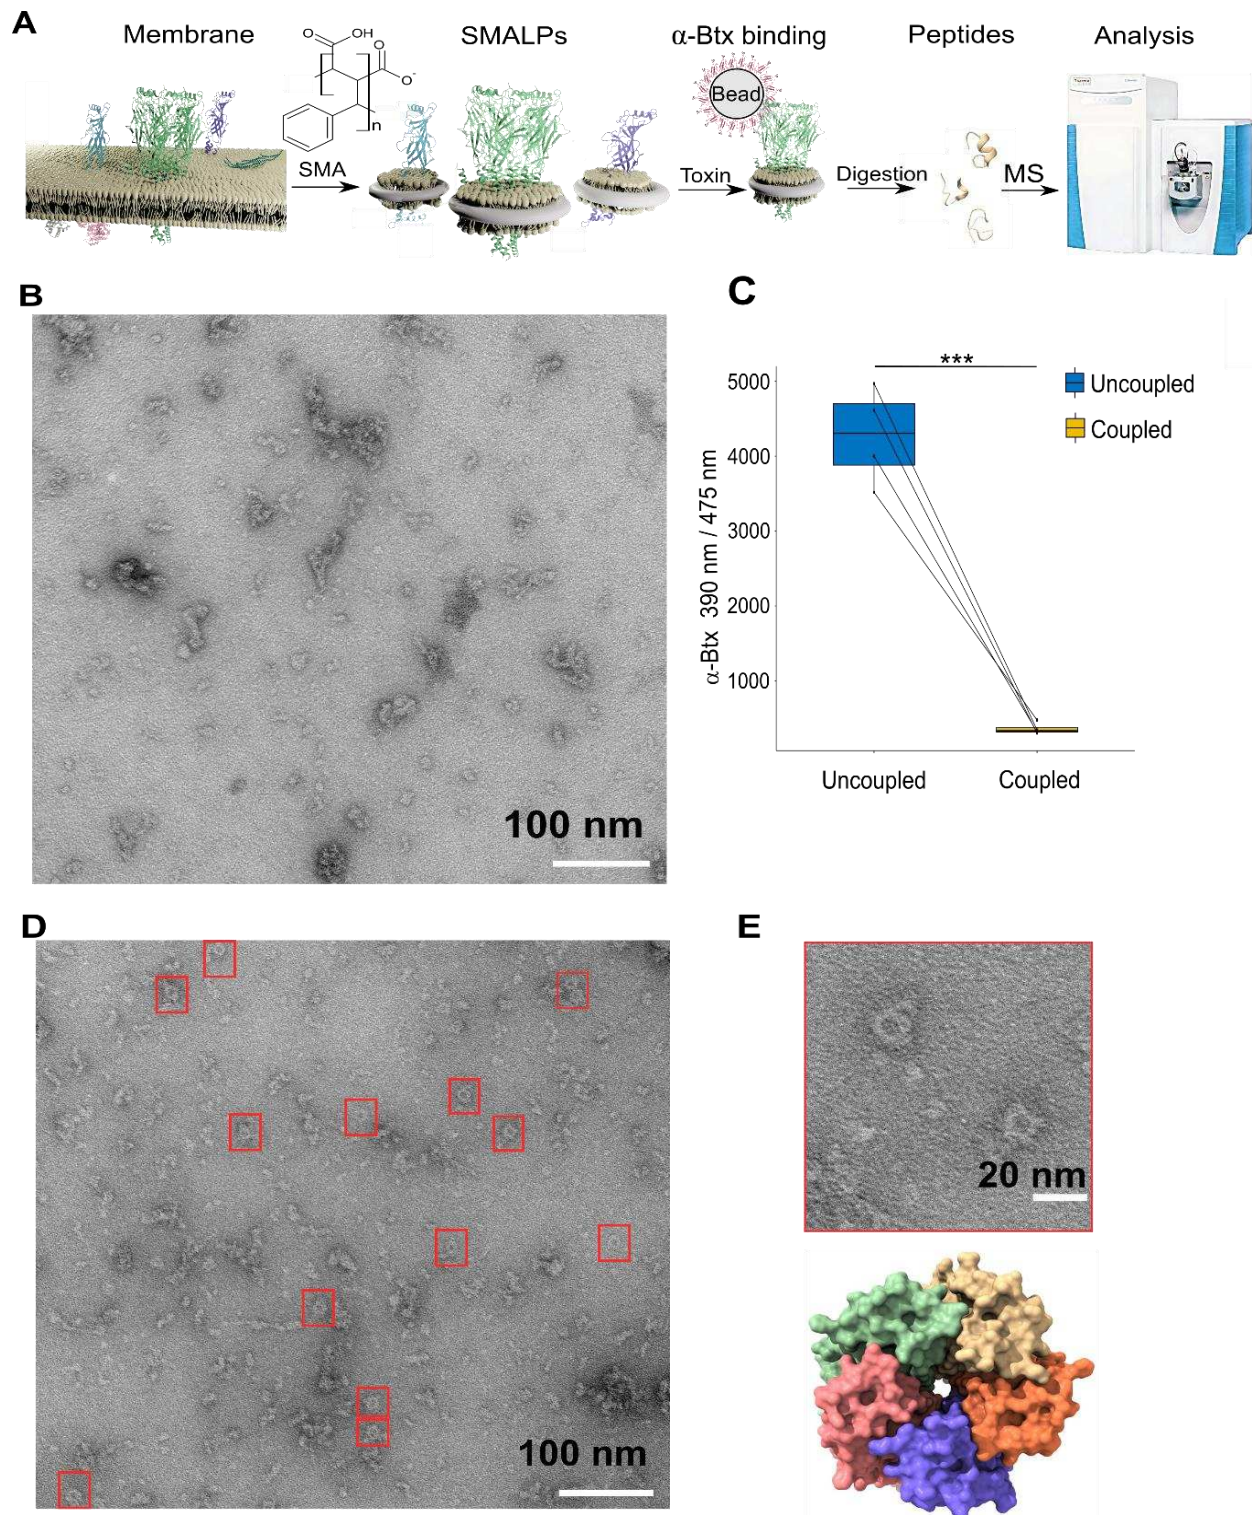 A
Membrane
SMALPs
α-Btx binding
Peptides
Analysis
O
OH
O
O-
n
SMA
Bead
Toxin
Digestion
MS
B
100 nm
C
***
Uncoupled
Coupled
5000
4000
3000
2000
1000
α-Btx 390 nm / 475 nm
Uncoupled
Coupled
D
100 nm
E
20 nm